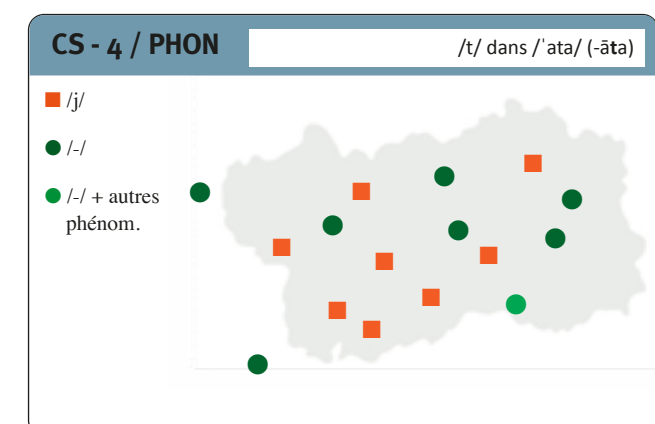 CS - 4 / PHON
/t/ dans /ˈata/ (-āta)
/j/
/-/
/-/ + autres
phénom.